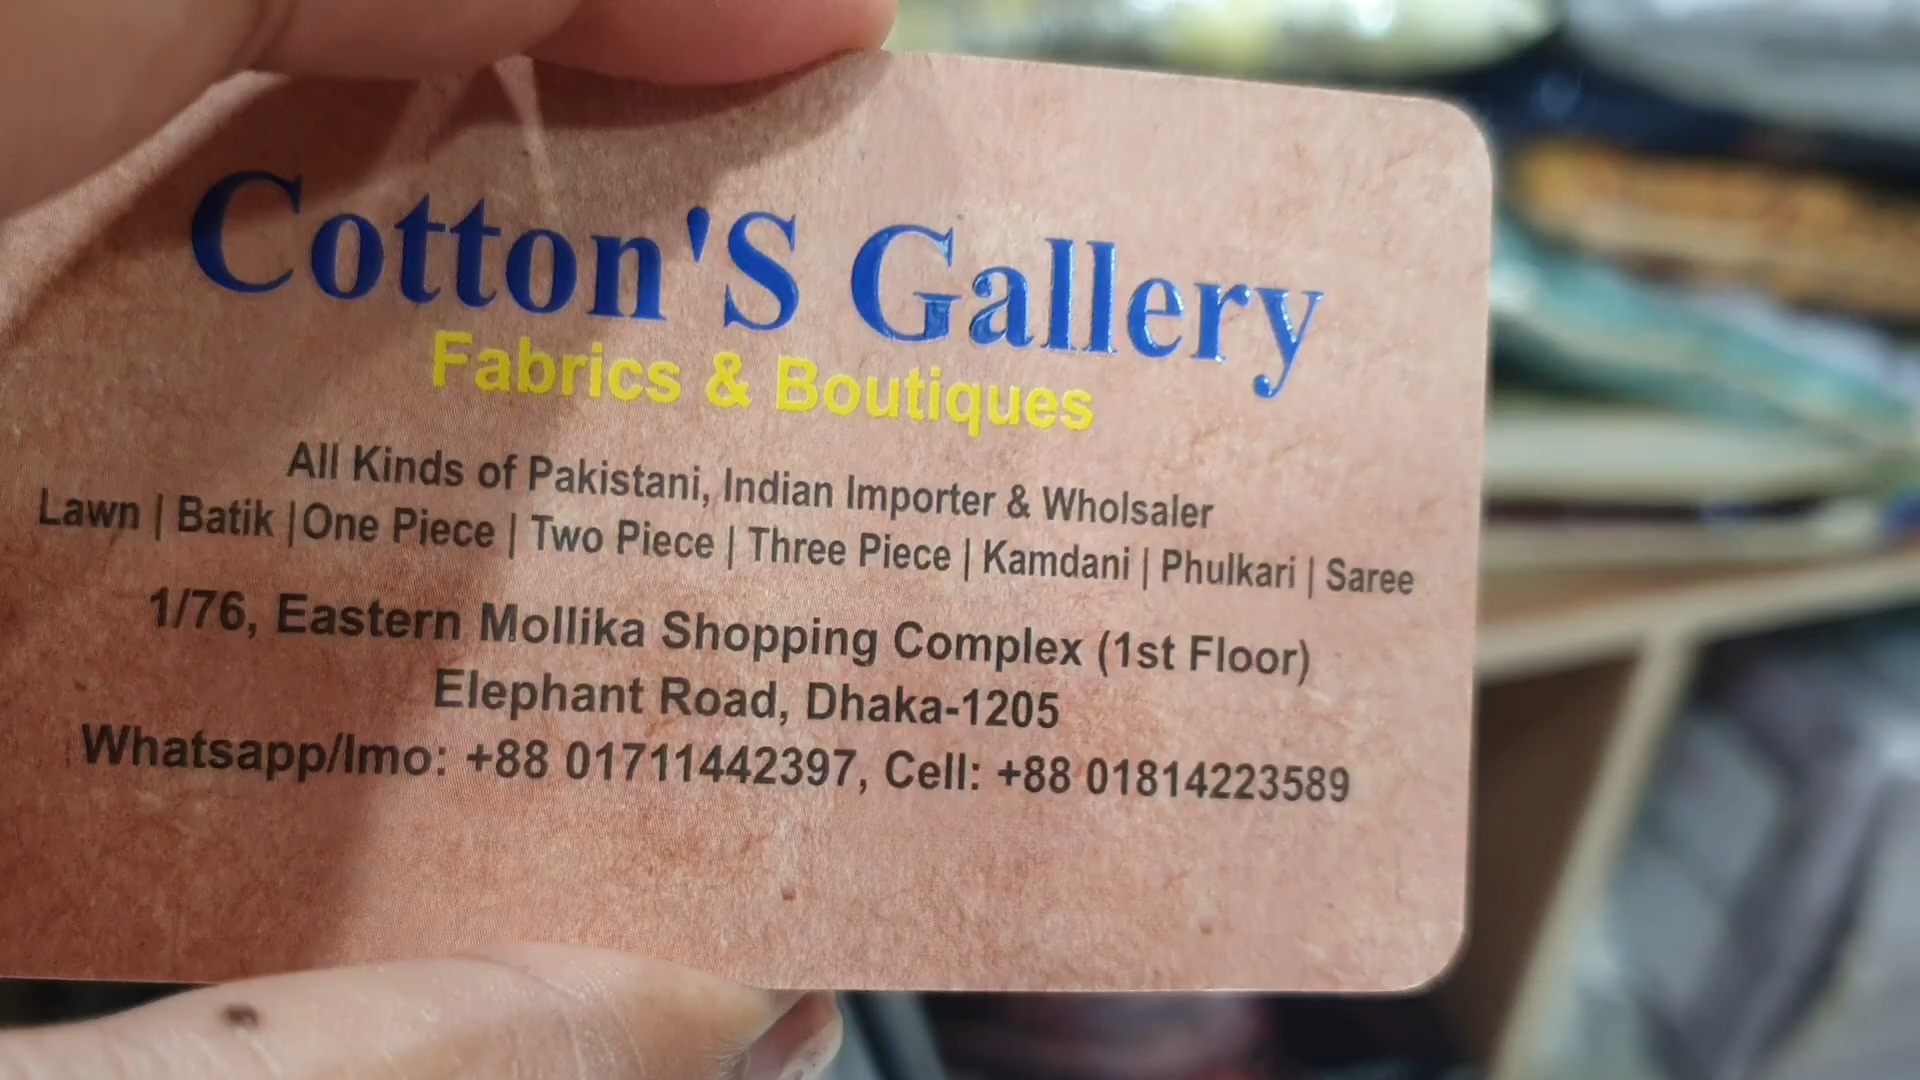 Cotton'S Gallery
Fabrics & Boutiques
All Kinds of Pakistani, Indian Importer & Wholsaler
Lawn | Batik |One Piece | Two Piece | Three Piece | Kamdani | Phulkari | Saree
1/76, Eastern Mollika Shopping Complex (1st Floor)
Elephant Road, Dhaka-1205
Whatsapp/Imo: +88 01711442397, Cell: +88 01814223589